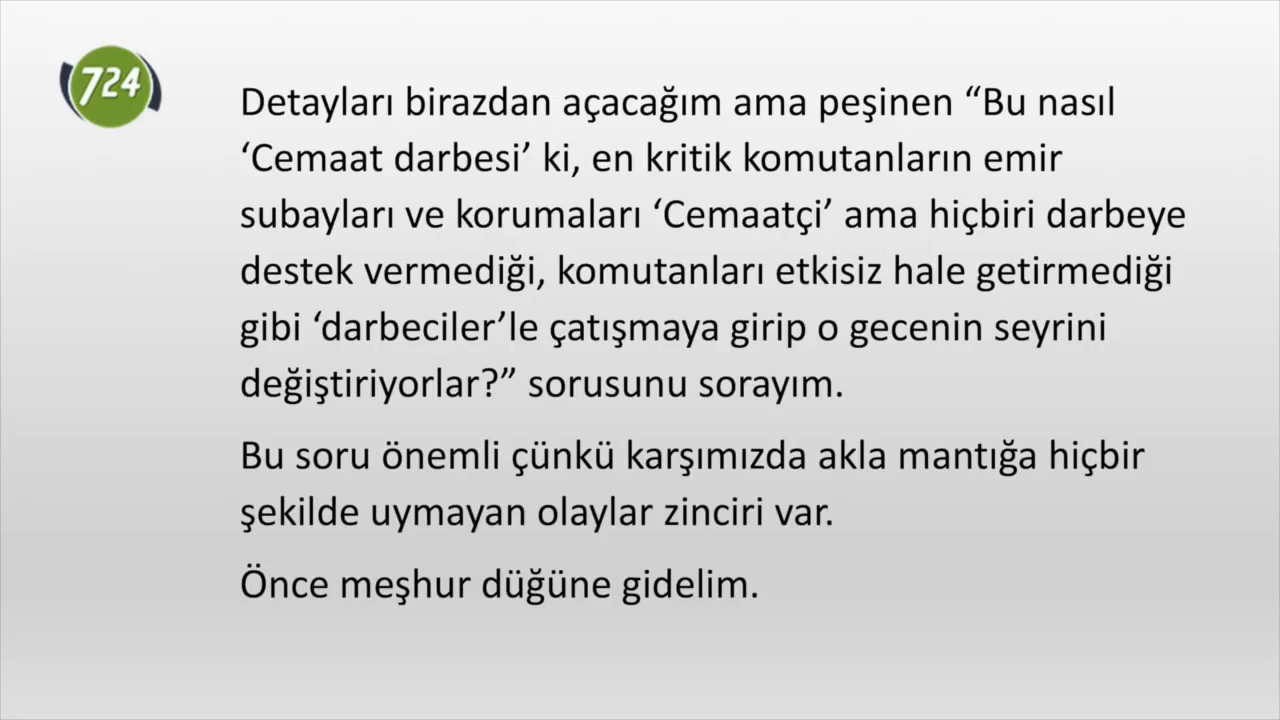 724
Detayları birazdan açacağım ama peşinen “Bu nasıl
‘Cemaat darbesi’ ki, en kritik komutanların emir
subayları ve korumaları ‘Cemaatçi’ ama hiçbiri darbeye
destek vermediği, komutanları etkisiz hale getirmediği
gibi ‘darbeciler’le çatışmaya girip o gecenin seyrini
değiştiriyorlar?” sorusunu sorayım.
Bu soru önemli çünkü karşımızda akla mantığa hiçbir
şekilde uymayan olaylar zinciri var.
Önce meşhur düğüne gidelim.